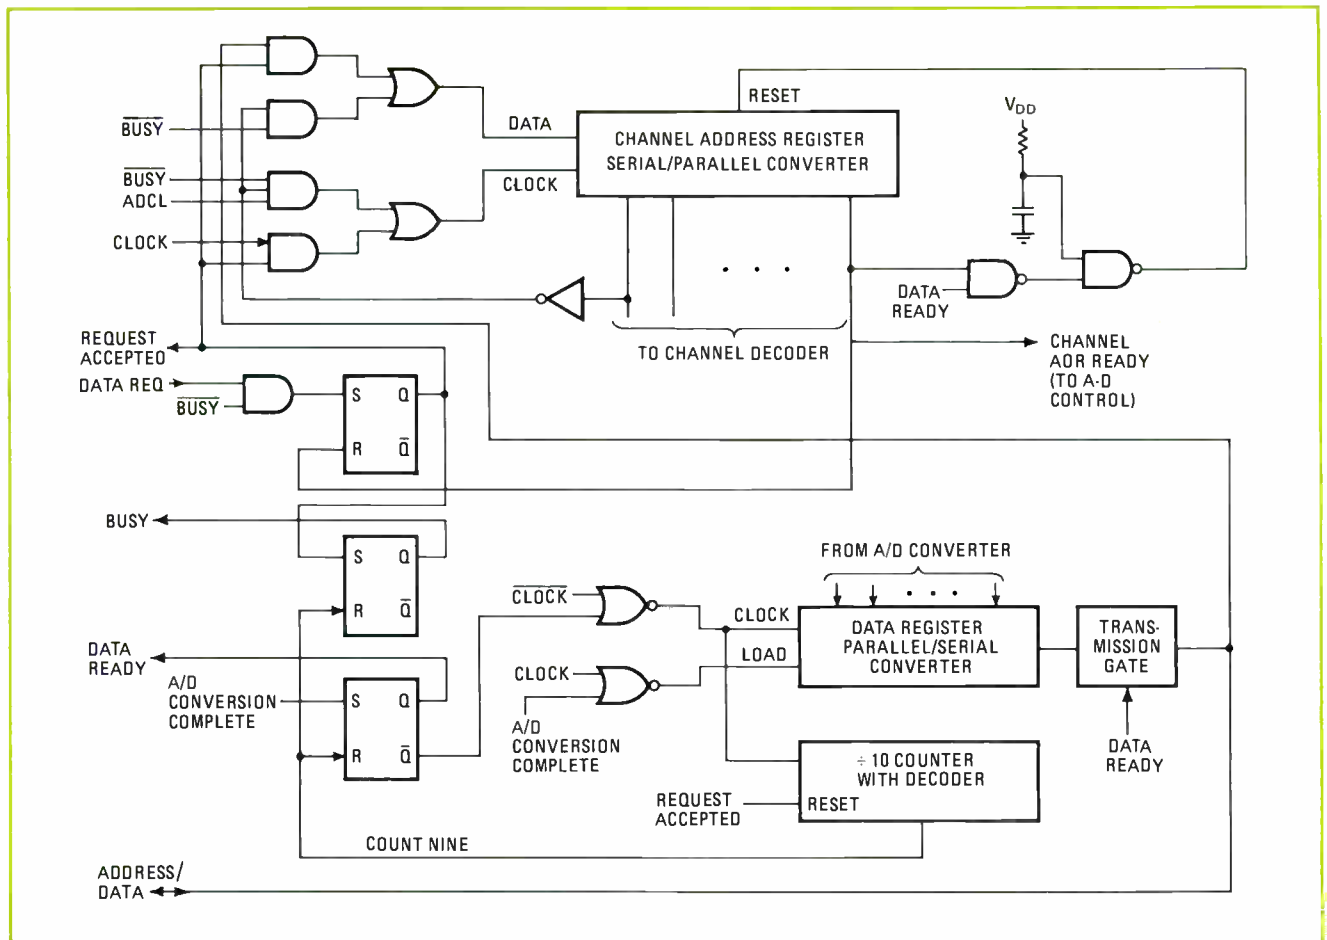 RESET
V_DD
BUSY
DATA
CHANNEL ADDRESS REGISTER
SERIAL/PARALLEL CONVERTER
BUSY
ADCL
CLOCK
CLOCK
DATA
READY
REQUEST
ACCEPTED
TO CHANNEL DECODER
CHANNEL
ADR READY
(TO A-D
CONTROL)
DATA REQ
BUSY
S Q
R Q
BUSY
S Q
R Q
FROM A/D CONVERTER
CLOCK
CLOCK
DATA REGISTER
PARALLEL/SERIAL
CONVERTER
TRANS-
MISSION
GATE
DATA
READY
LOAD
CLOCK
A/D
CONVERSION
COMPLETE
S Q
R Q
A/D
CONVERSION
COMPLETE
DATA
READY
÷10 COUNTER
WITH DECODER
REQUEST
ACCEPTED
RESET
COUNT NINE
ADDRESS/
DATA